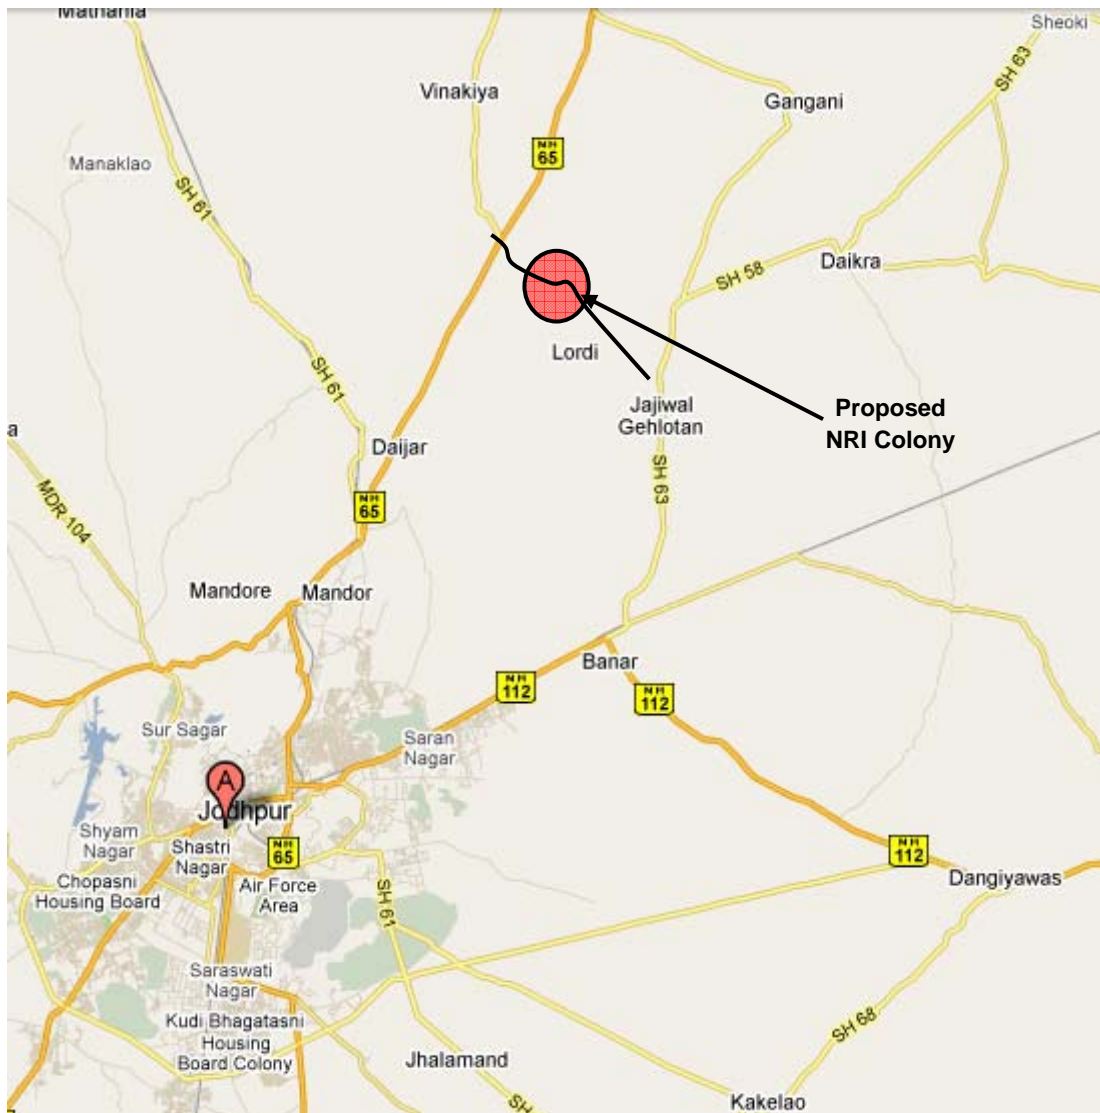 Mathania
Sheoki
SH 63
Vinakiya
Gangani
NH
65
Manaklao
SH 61
Daikra
SH 58
Lordi
SH 61
Jajiwal
Gehlotan
Proposed
NRI Colony
a
Daijar
SH 63
MDR 104
NH
65
Mandore
Mandor
Banar
NH
112
NH
112
Sur Sagar
Saran
Nagar
A
Jodhpur
Shyam
Nagar
Shastri
Nagar
NH
65
NH
112
Chopasni
Housing Board
Air Force
Area
SH 61
Dangiyawas
Saraswati
Nagar
Kudi Bhagatasni
Housing
Board Colony
SH 68
Jhalamand
Kakelao
SH